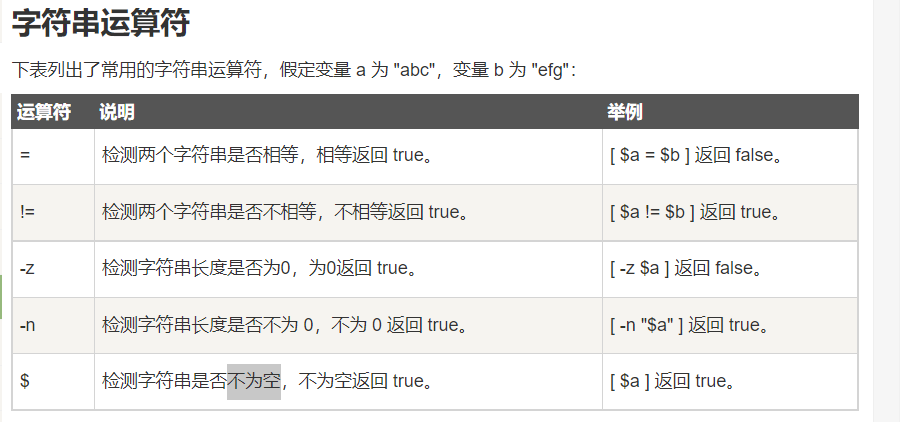 字符串运算符
下表列出了常用的字符串运算符，假定变量 a 为 "abc"，变量 b 为 "efg"：
运算符 说明 举例
= 检测两个字符串是否相等，相等返回 true。 [ $a = $b ] 返回 false。
!= 检测两个字符串是否不相等，不相等返回 true。 [ $a != $b ] 返回 true。
-z 检测字符串长度是否为0，为0返回 true。 [ -z $a ] 返回 false。
-n 检测字符串长度是否不为 0，不为 0 返回 true。 [ -n "$a" ] 返回 true。
$ 检测字符串是否不为空，不为空返回 true。 [ $a ] 返回 true。